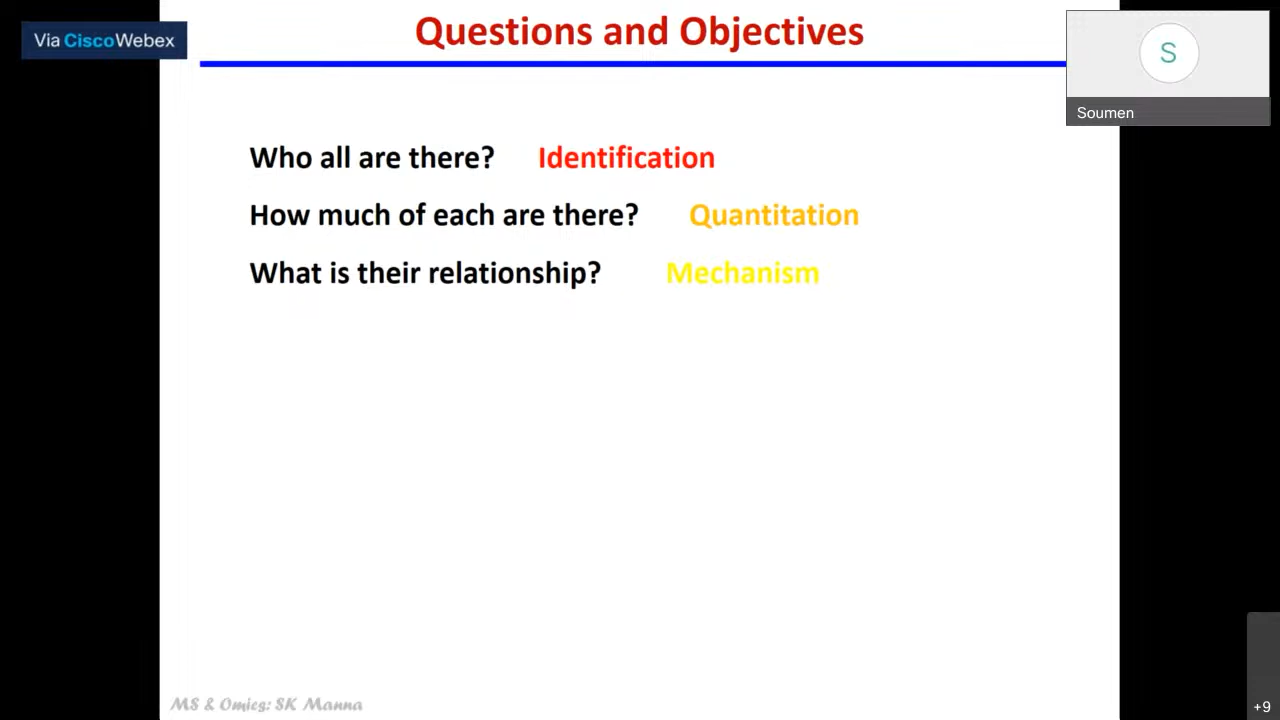 Via CiscoWebex
Questions and Objectives
S
Soumen
Who all are there? Identification
How much of each are there? Quantitation
What is their relationship? Mechanism
MS & Omics: SK Manna
+9